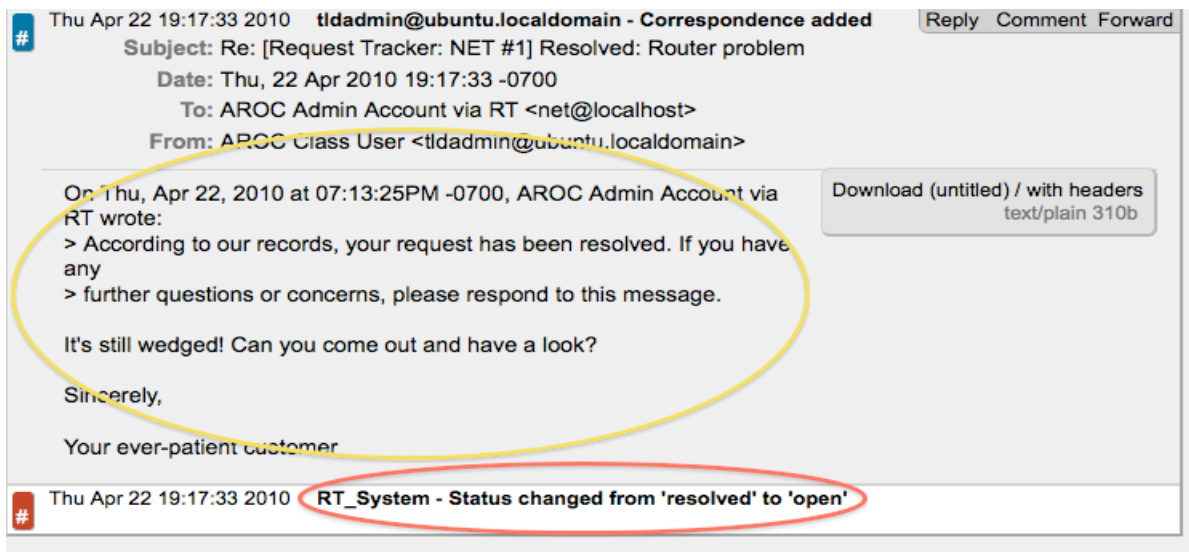 # Thu Apr 22 19:17:33 2010 tldadmin@ubuntu.localdomain - Correspondence added Reply Comment Forward
Subject: Re: [Request Tracker: NET #1] Resolved: Router problem
Date: Thu, 22 Apr 2010 19:17:33 -0700
To: AROC Admin Account via RT <net@localhost>
From: AROC Class User <tldadmin@ubuntu.localdomain>
On Thu, Apr 22, 2010 at 07:13:25PM -0700, AROC Admin Account via
RT wrote:
> According to our records, your request has been resolved. If you have
any
> further questions or concerns, please respond to this message.
It's still wedged! Can you come out and have a look?
Sincerely,
Your ever-patient customer
Download (untitled) / with headers
text/plain 310b
# Thu Apr 22 19:17:33 2010 RT_System - Status changed from 'resolved' to 'open'